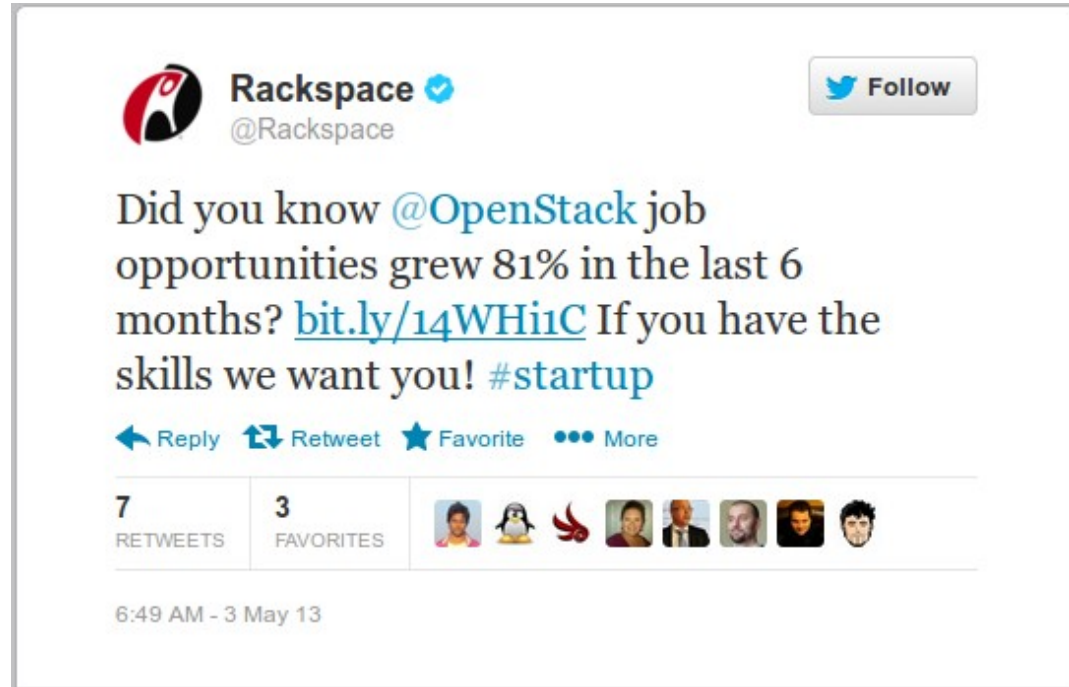 Rackspace
Follow
@Rackspace
Did you know @OpenStack job
opportunities grew 81% in the last 6
months? bit.ly/14WHi1C If you have the
skills we want you! #startup
Reply Retweet Favorite More
7 3
RETWEETS FAVORITES
6:49 AM - 3 May 13